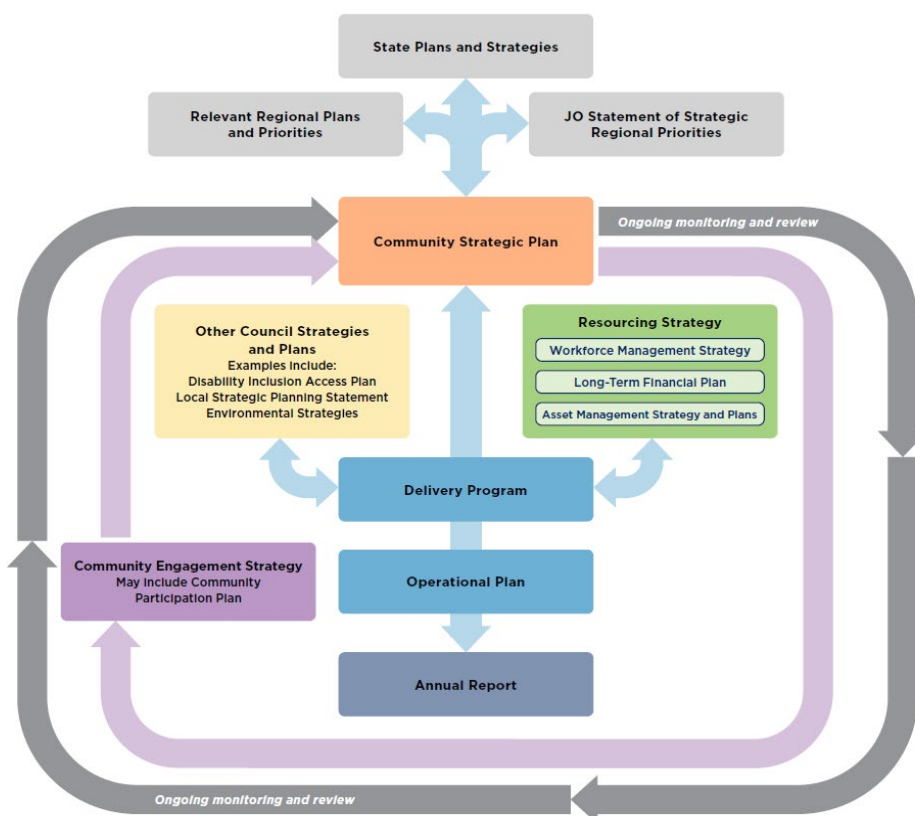 State Plans and Strategies
Relevant Regional Plans
and Priorities
JO Statement of Strategic
Regional Priorities
Community Strategic Plan
Ongoing monitoring and review
Other Council Strategies
and Plans
Examples include:
Disability Inclusion Access Plan
Local Strategic Planning Statement
Environmental Strategies
Resourcing Strategy
Workforce Management Strategy
Long-Term Financial Plan
Asset Management Strategy and Plans
Delivery Program
Community Engagement Strategy
May include Community
Participation Plan
Operational Plan
Annual Report
Ongoing monitoring and review